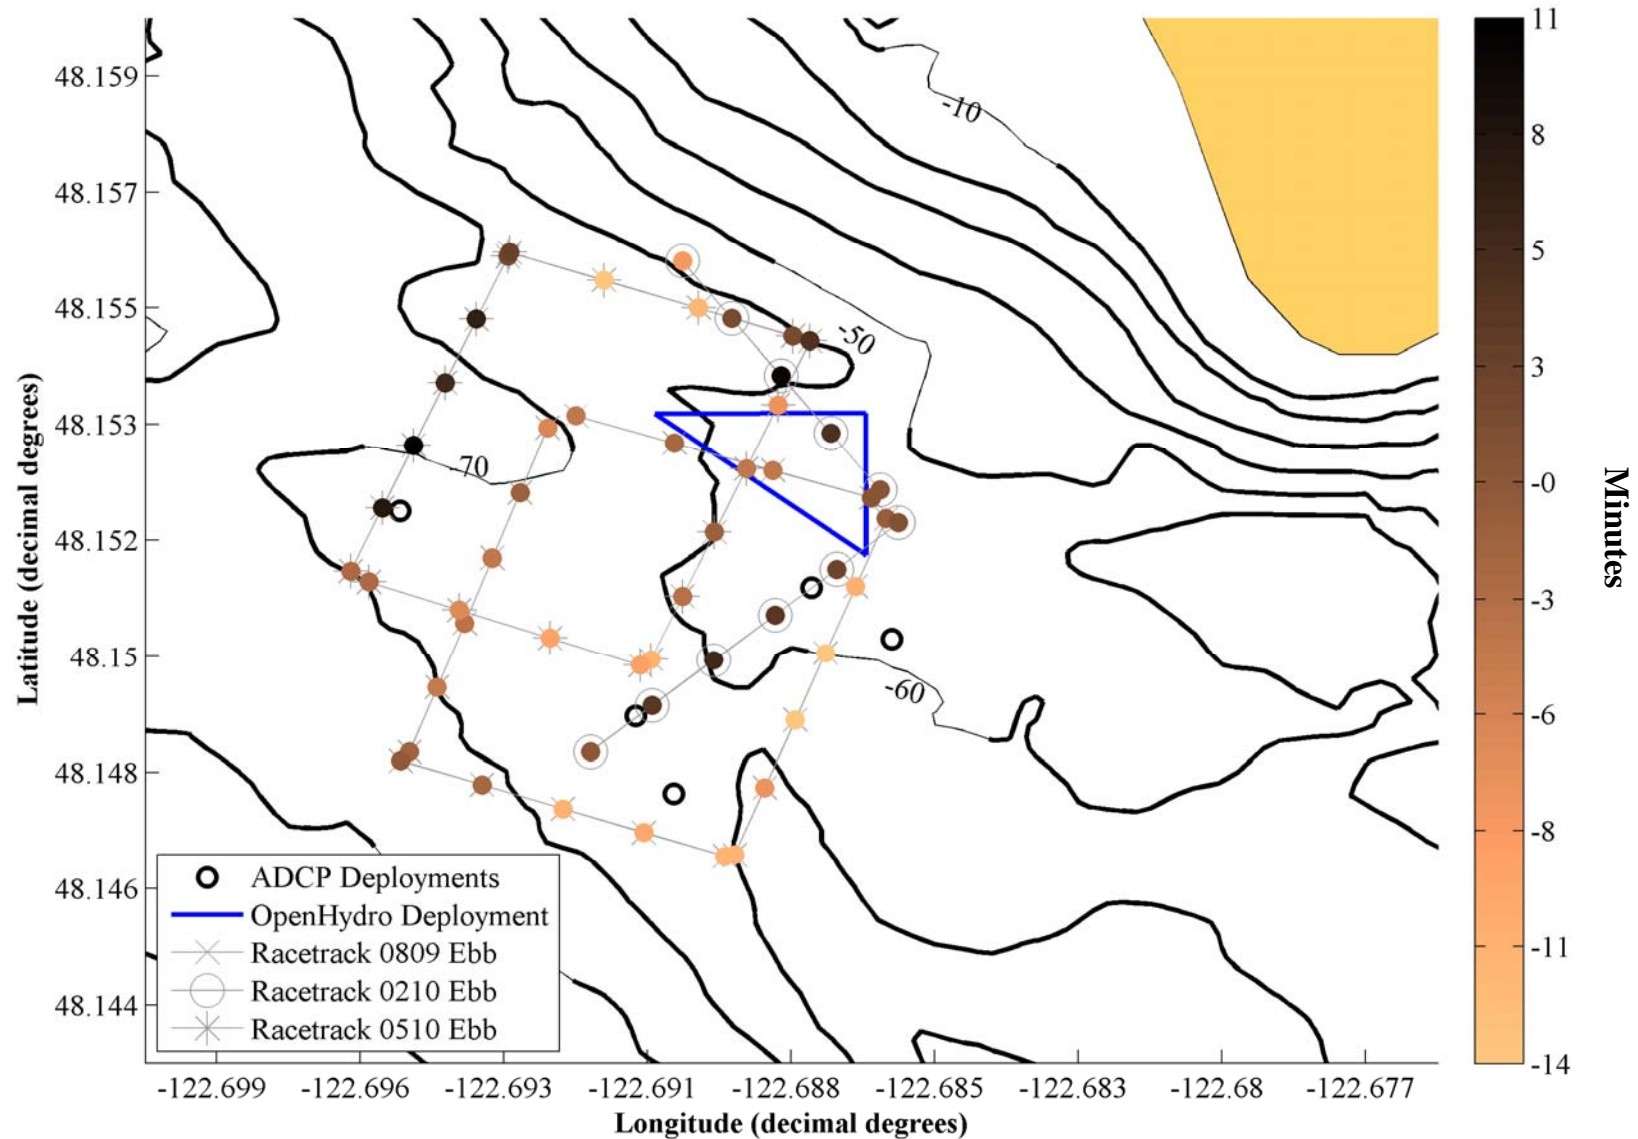 11
48.159
-10
8
48.157
5
48.155
-50
3
48.153
-70
-0
48.152
-3
48.15
-60
-6
48.148
-8
48.146
-11
48.144
-14
Latitude (decimal degrees)
Minutes
ADCP Deployments
OpenHydro Deployment
Racetrack 0809 Ebb
Racetrack 0210 Ebb
Racetrack 0510 Ebb
-122.699 -122.696 -122.693 -122.691 -122.688 -122.685 -122.683 -122.68 -122.677
Longitude (decimal degrees)